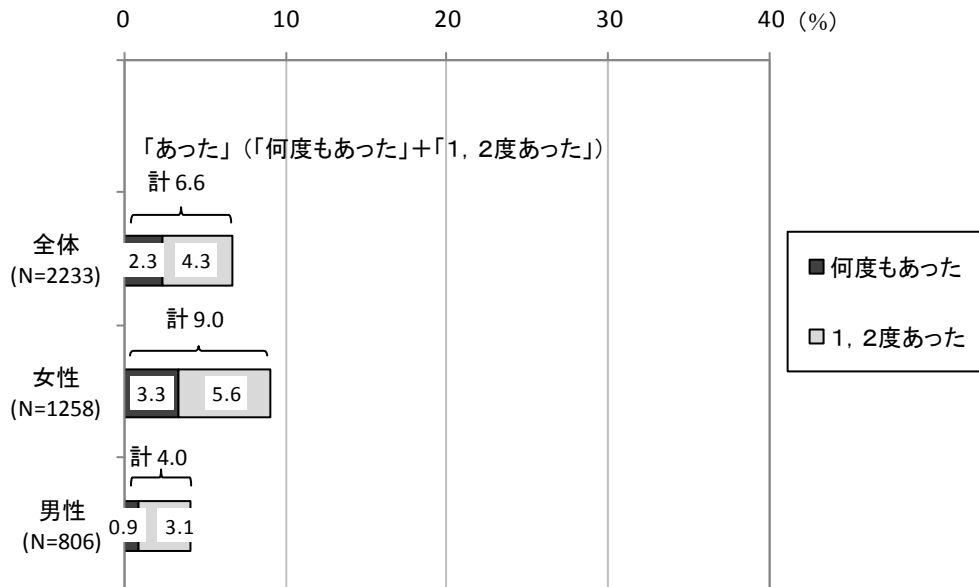 0 10 20 30 40 (%)
「あった」(「何度もあった」+「1, 2度あった」)
計 6.6
全体
(N=2233)
2.3 4.3
計 9.0
女性
(N=1258)
3.3 5.6
計 4.0
男性
(N=806)
0.9 3.1
何度もあった
1, 2度あった